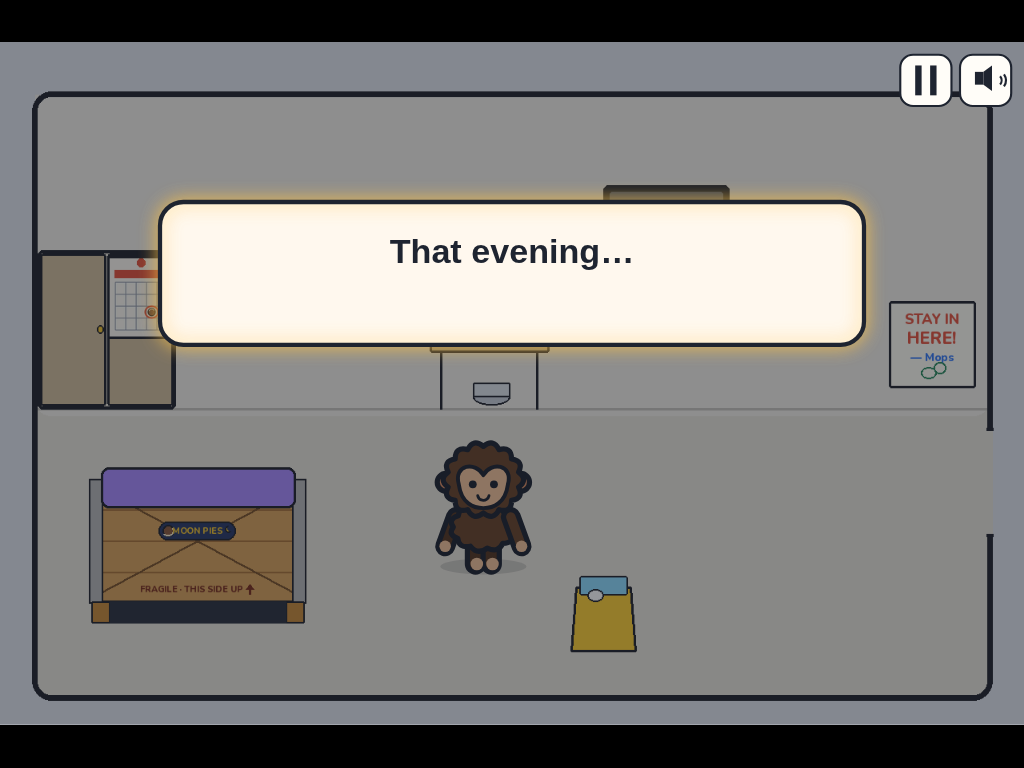 That evening...
STAY IN
HERE!
— Mops
MOON PIES
FRAGILE · THIS SIDE UP